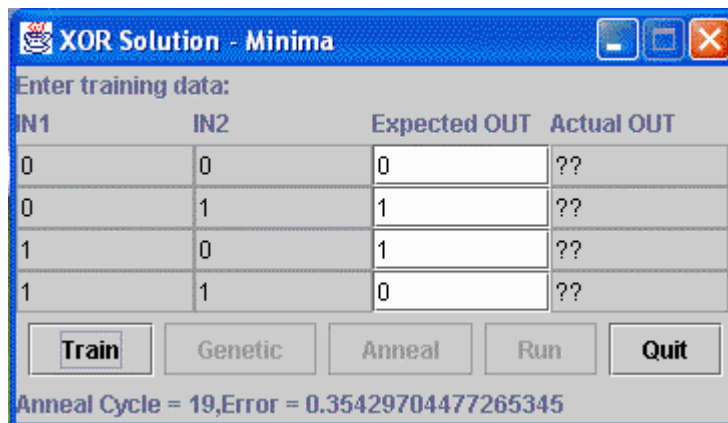 XOR Solution - Minima
Enter training data:
IN1 IN2 Expected OUT Actual OUT
0 0 0 ??
0 1 1 ??
1 0 1 ??
1 1 0 ??
Train Genetic Anneal Run Quit
Anneal Cycle = 19,Error = 0.35429704477265345